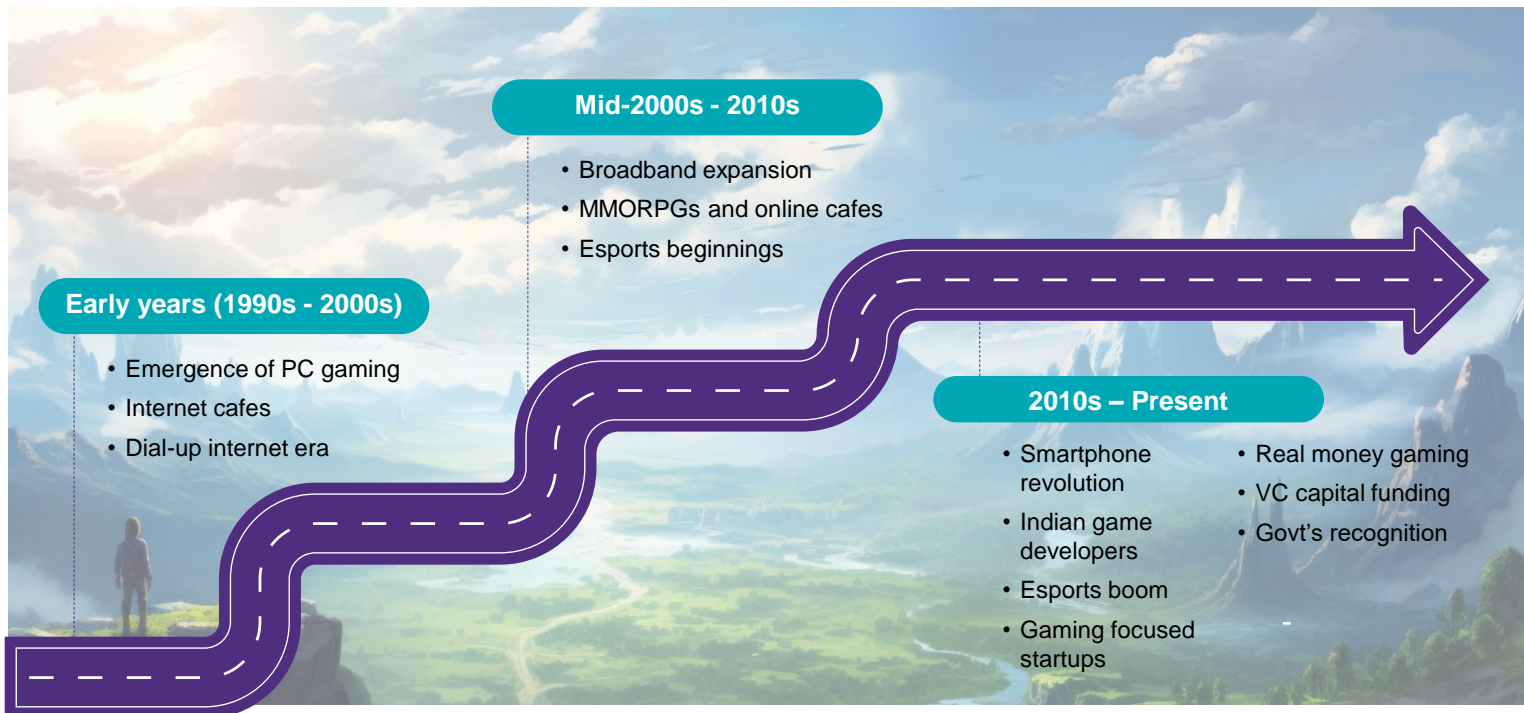 Early years (1990s - 2000s)
• Emergence of PC gaming
• Internet cafes
• Dial-up internet era
Mid-2000s - 2010s
• Broadband expansion
• MMORPGs and online cafes
• Esports beginnings
2010s – Present
• Smartphone
revolution
• Indian game
developers
• Esports boom
• Gaming focused
startups
• Real money gaming
• VC capital funding
• Govt’s recognition
-